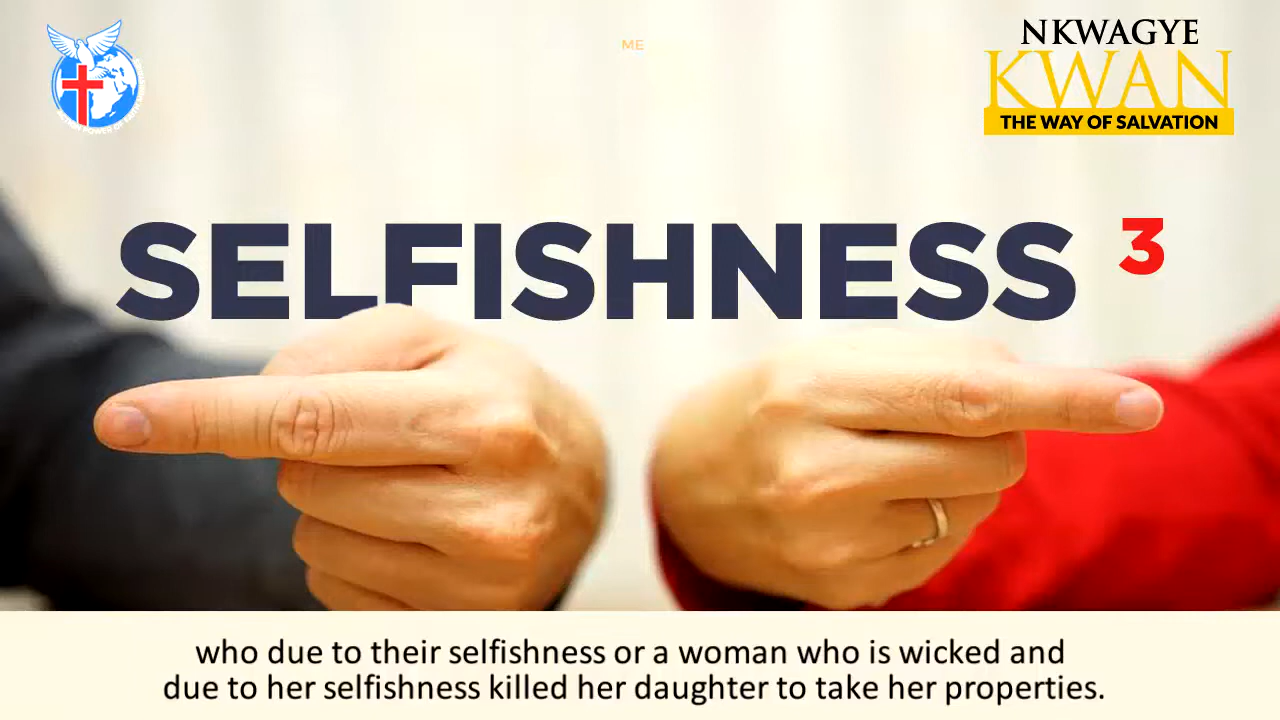 ME
NKWAGYE
KWAN
THE WAY OF SALVATION
SELFISHNESS 3
who due to their selfishness or a woman who is wicked and
due to her selfishness killed her daughter to take her properties.